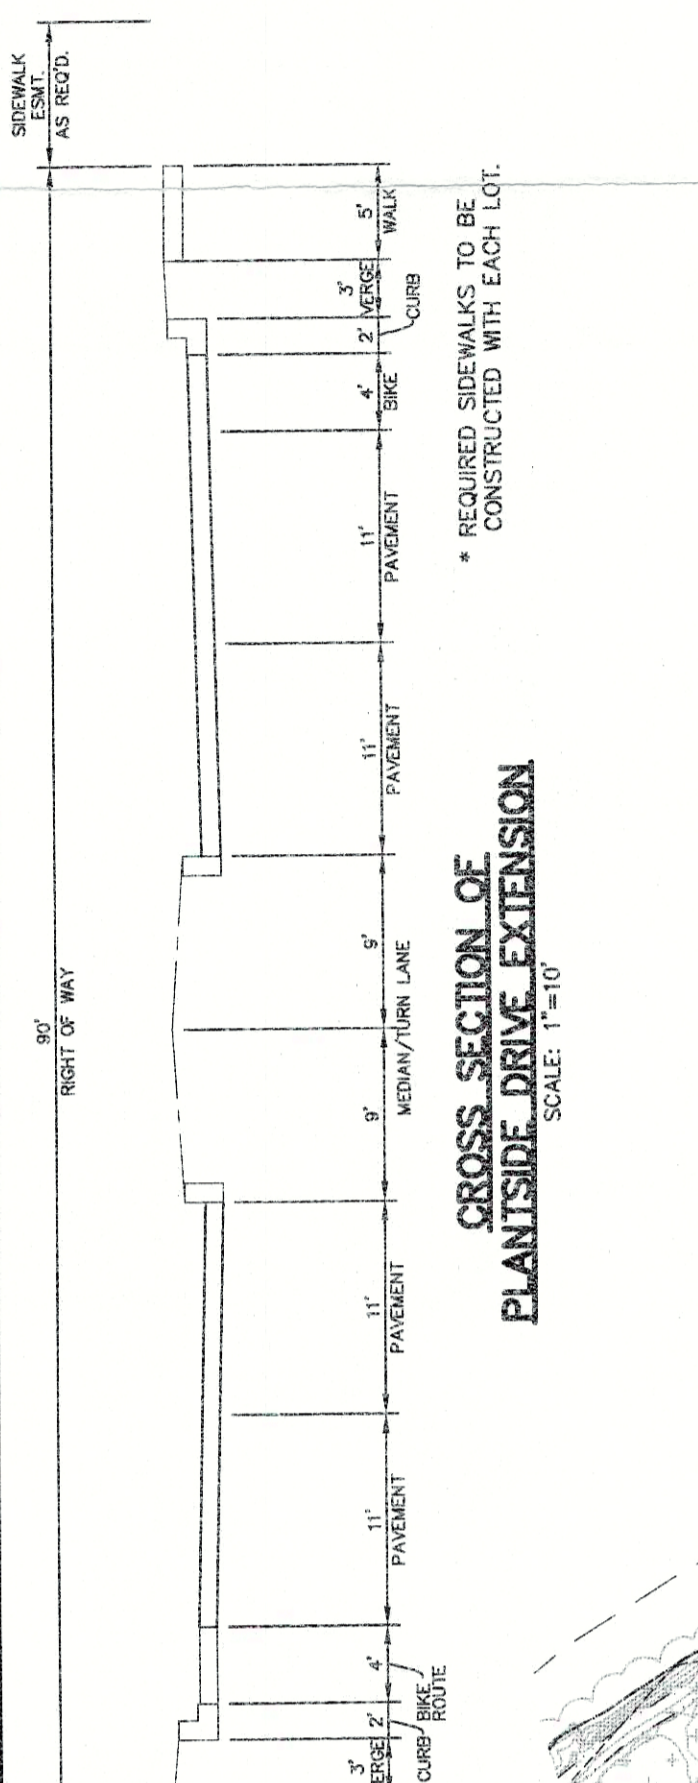 SIDEWALK
ESMT.
AS REQ'D.
90'
RIGHT OF WAY
3'
ERGE
2'
CURB
4'
BIKE
ROUTE
11'
PAVEMENT
11'
PAVEMENT
9'
9'
MEDIAN/TURN LANE
11'
PAVEMENT
11'
PAVEMENT
4'
BIKE
2'
CURB
3'
VERGE
5'
WALK
* REQUIRED SIDEWALKS TO BE
CONSTRUCTED WITH EACH LOT.
CROSS SECTION OF
PLANTSIDE DRIVE EXTENSION
SCALE: 1"=10'